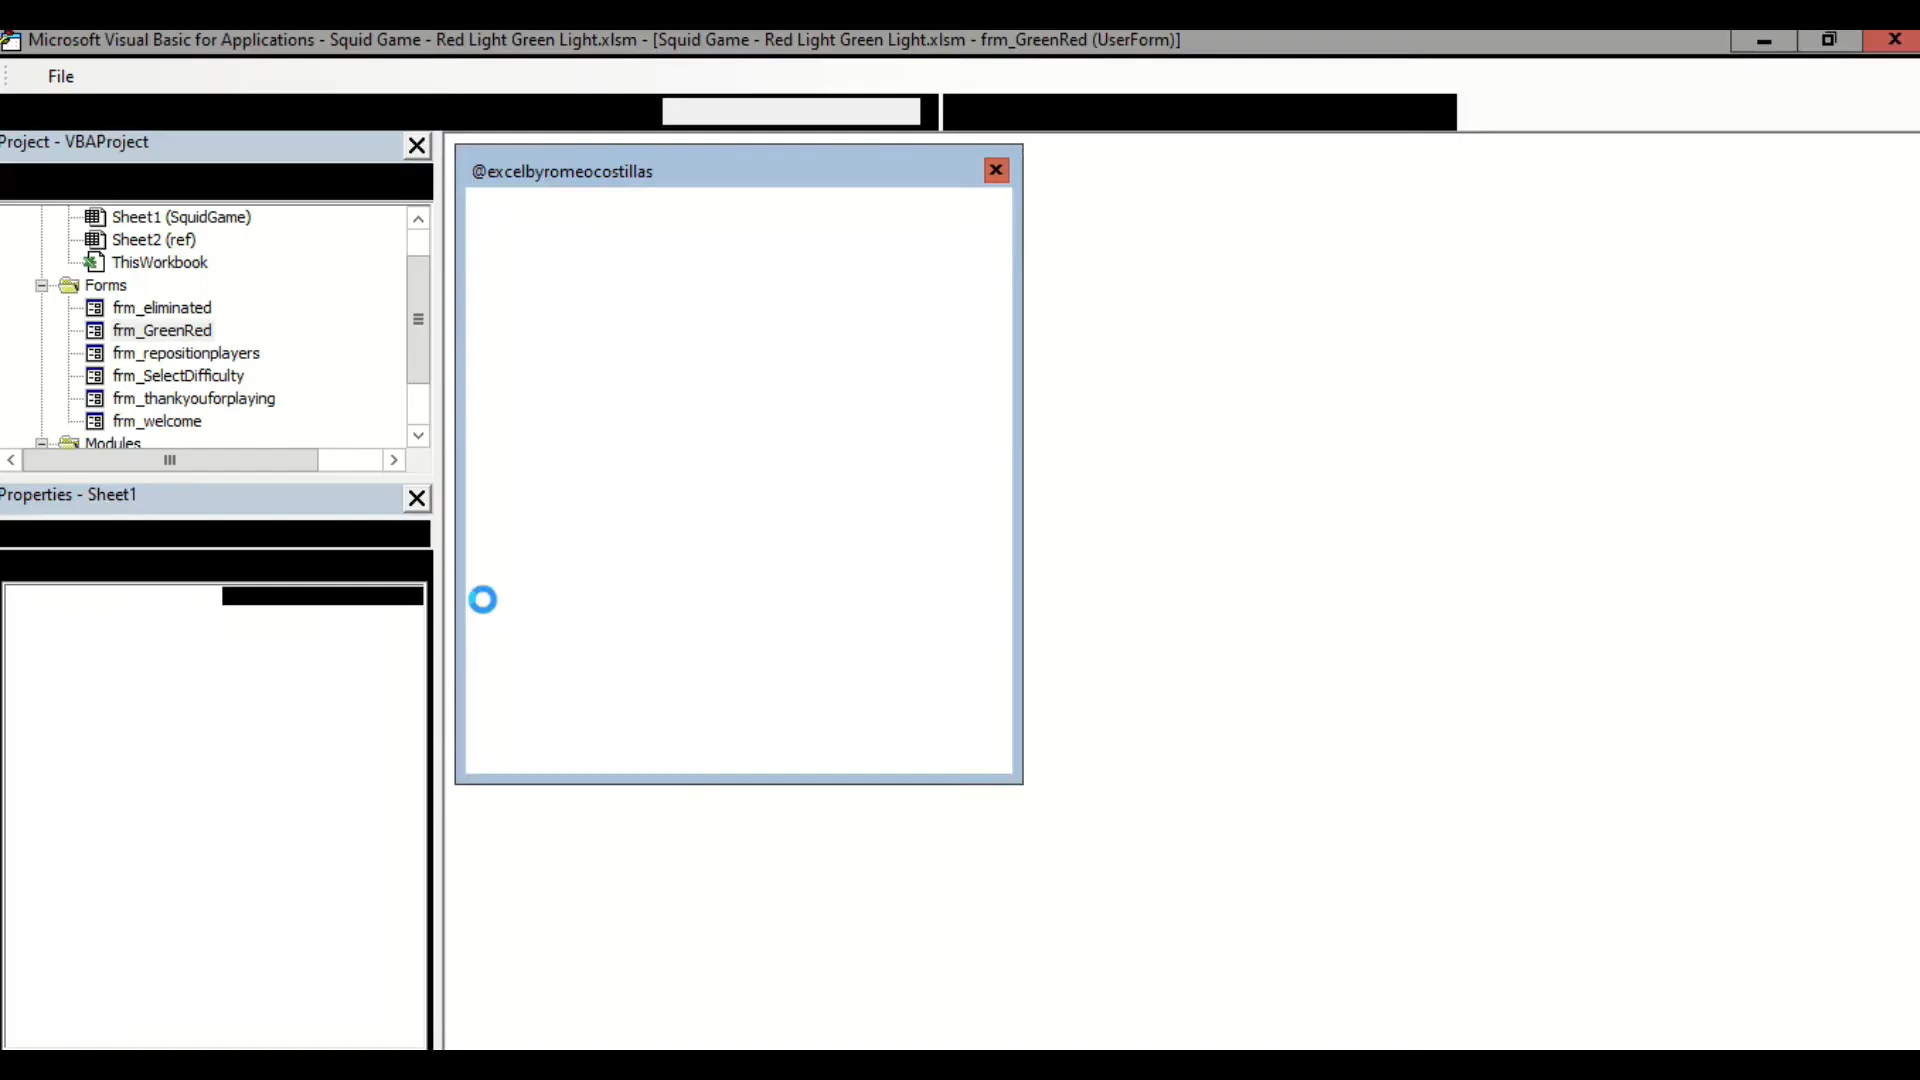 Microsoft Visual Basic for Applications - Squid Game - Red Light Green Light.xlsm - [Squid Game - Red Light Green Light.xlsm - frm_GreenRed (UserForm)]
File
Project - VBAProject
@excelbyromeocostillas
Sheet1 (SquidGame)
Sheet2 (ref)
ThisWorkbook
Forms
frm_eliminated
frm_GreenRed
frm_repositionplayers
frm_SelectDifficulty
frm_thankyouforplaying
frm_welcome
Modules
Properties - Sheet1